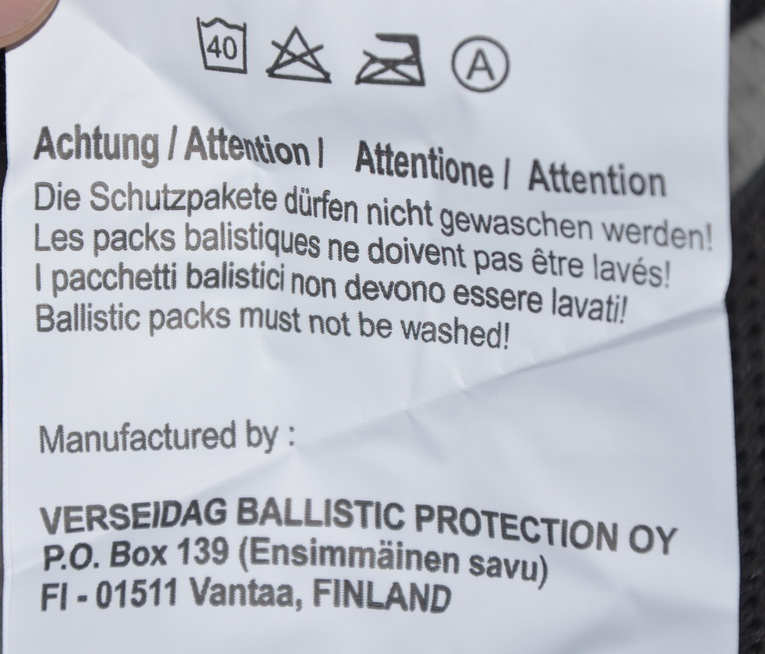 40 A
Achtung / Attention / Attentione / Attention
Die Schutzpakete dürfen nicht gewaschen werden!
Les packs balistiques ne doivent pas être lavés!
I pacchetti balistici non devono essere lavati!
Ballistic packs must not be washed!
Manufactured by :
VERSEIDAG BALLISTIC PROTECTION OY
P.O. Box 139 (Ensimmäinen savu)
FI - 01511 Vantaa, FINLAND